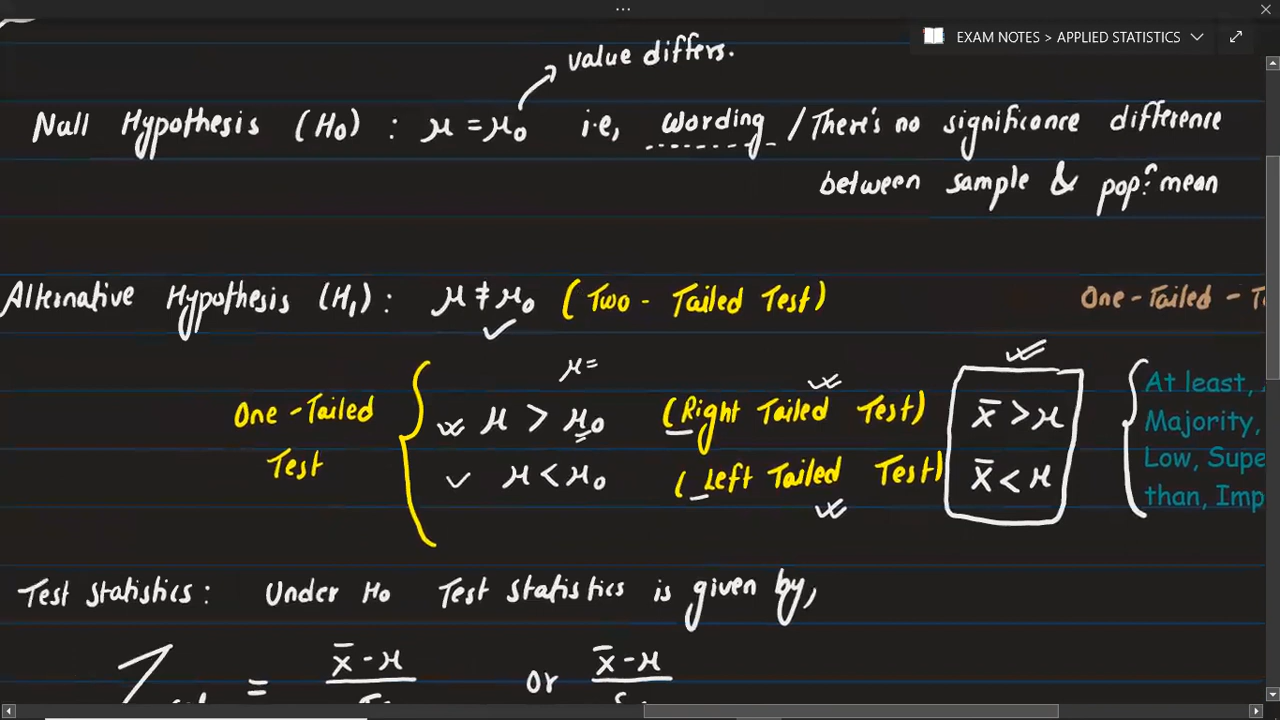 EXAM NOTES > APPLIED STATISTICS
value differs.
Null Hypothesis (H₀) : μ = μ₀ i.e, wording / There's no significance difference
between sample & popⁿ mean
Alternative Hypothesis (H₁) : μ ≠ μ₀ (Two - Tailed Test)
One - Tailed - T
μ=
One - Tailed Test
μ > μ₀ (Right Tailed Test) x̄ > μ
μ < μ₀ (Left Tailed Test) x̄ < μ
At least,
Majority,
Low, Supe
than, Imp
Test statistics : Under H₀ Test statistics is given by,
Z = x̄ - μ or x̄ - μ